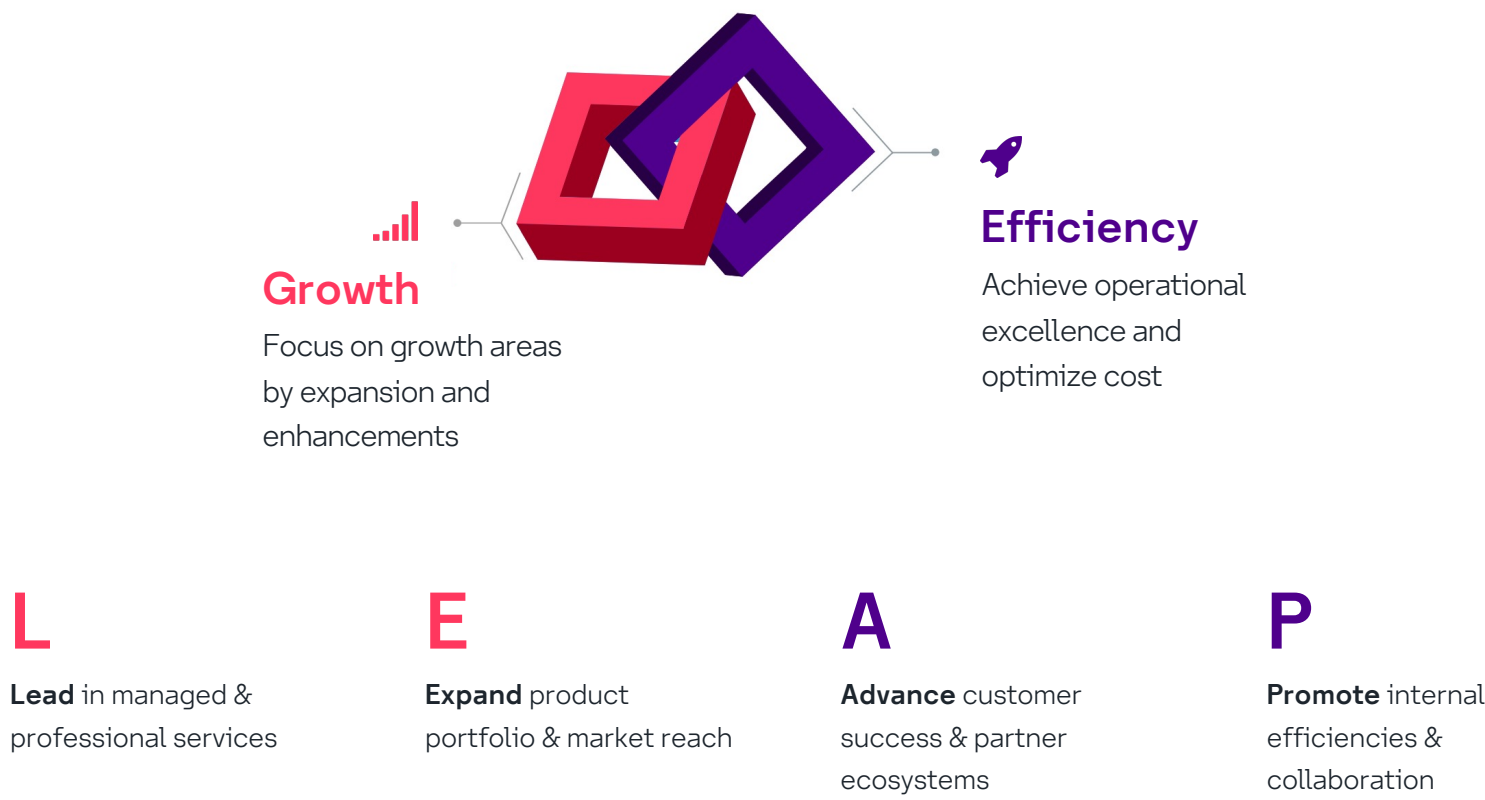 Growth
Focus on growth areas
by expansion and
enhancements
Efficiency
Achieve operational
excellence and
optimize cost
L
Lead in managed &
professional services
E
Expand product
portfolio & market reach
A
Advance customer
success & partner
ecosystems
P
Promote internal
efficiencies &
collaboration